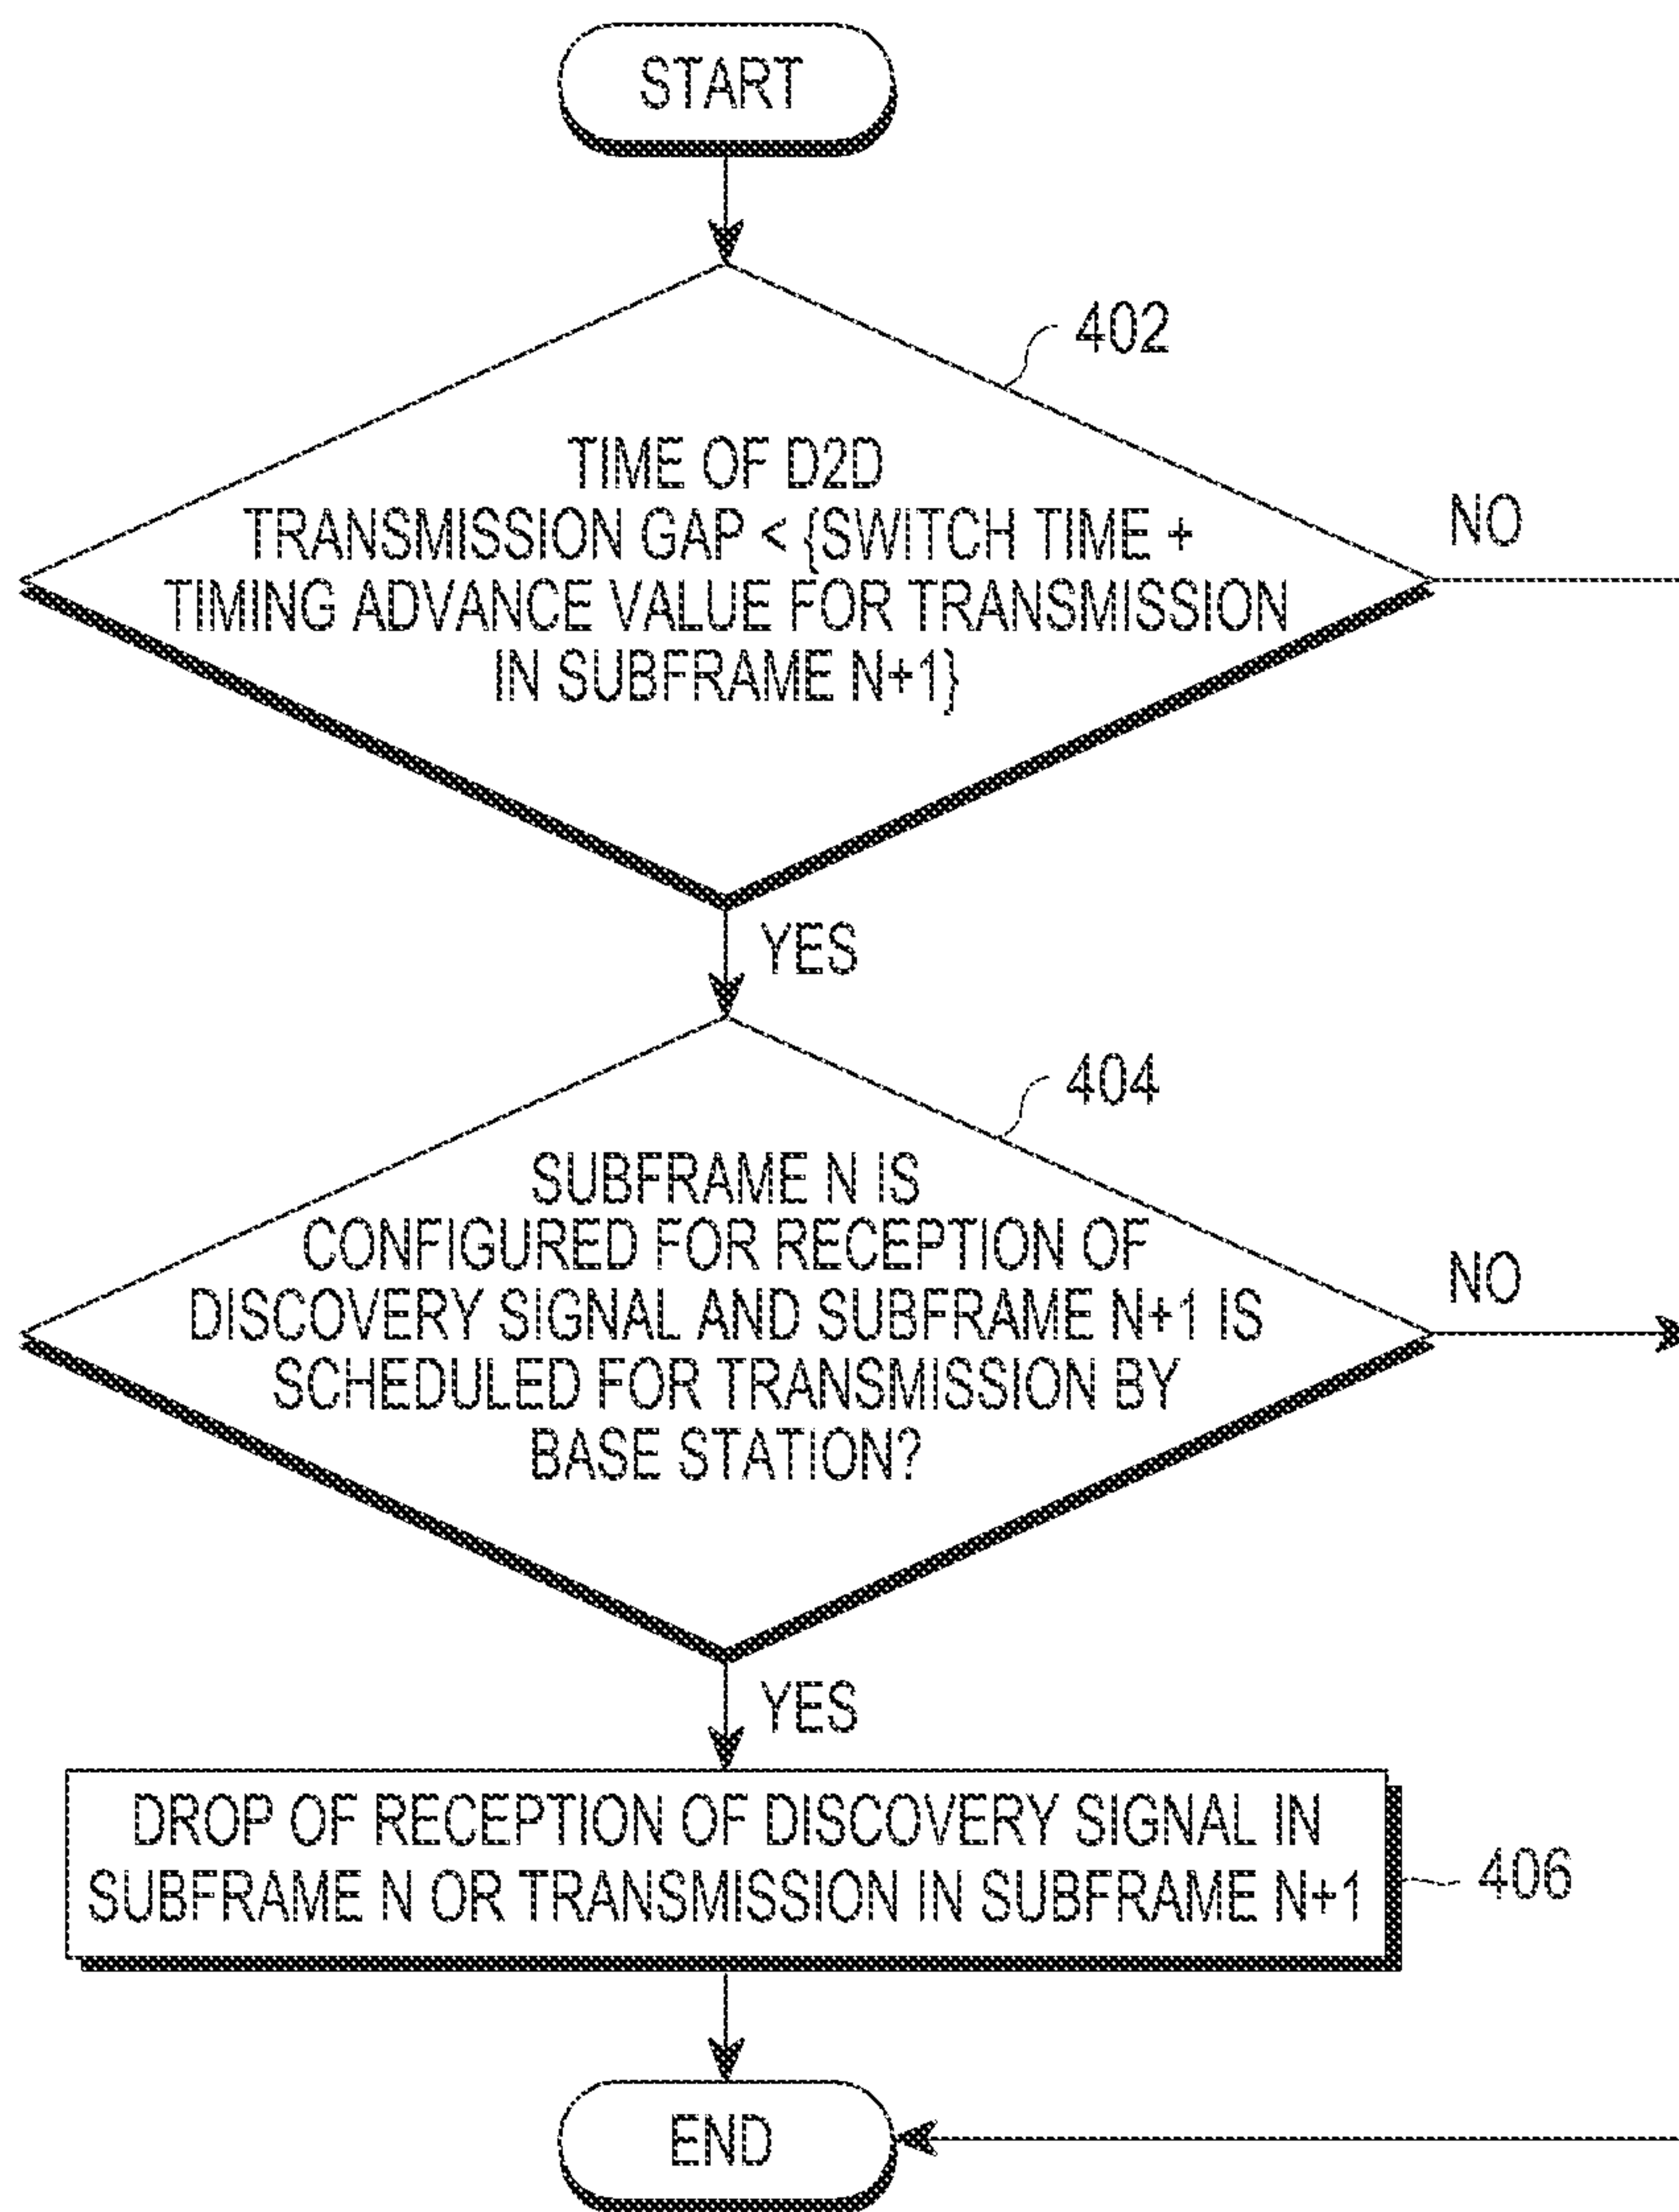 START
402
TIME OF D2D
TRANSMISSION GAP < {SWITCH TIME +
TIMING ADVANCE VALUE FOR TRANSMISSION
IN SUBFRAME N+1}
NO
YES
404
SUBFRAME N IS
CONFIGURED FOR RECEPTION OF
DISCOVERY SIGNAL AND SUBFRAME N+1 IS
SCHEDULED FOR TRANSMISSION BY
BASE STATION?
NO
YES
DROP OF RECEPTION OF DISCOVERY SIGNAL IN
SUBFRAME N OR TRANSMISSION IN SUBFRAME N+1
406
END